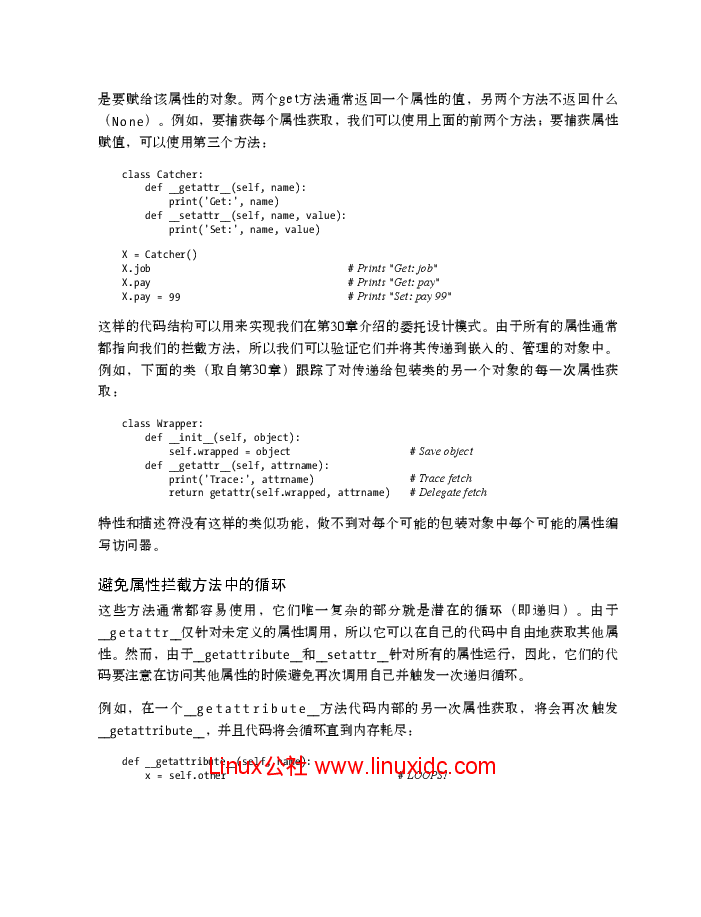 是要赋给该属性的对象。两个get方法通常返回一个属性的值，另两个方法不返回什么
（None）。例如，要捕获每个属性获取，我们可以使用上面的前两个方法；要捕获属性
赋值，可以使用第三个方法：
class Catcher:
    def __getattr__(self, name):
        print('Get:', name)
    def __setattr__(self, name, value):
        print('Set:', name, value)
X = Catcher()
X.job # Prints "Get: job"
X.pay # Prints "Get: pay"
X.pay = 99 # Prints "Set: pay 99"
这样的代码结构可以用来实现我们在第30章介绍的委托设计模式。由于所有的属性通常
都指向我们的拦截方法，所以我们可以验证它们并将其传递到嵌入的、管理的对象中。
例如，下面的类（取自第30章）跟踪了对传递给包装类的另一个对象的每一次属性获
取：
class Wrapper:
    def __init__(self, object):
        self.wrapped = object # Save object
    def __getattr__(self, attrname):
        print('Trace:', attrname) # Trace fetch
        return getattr(self.wrapped, attrname) # Delegate fetch
特性和描述符没有这样的类似功能，做不到对每个可能的包装对象中每个可能的属性编
写访问器。
避免属性拦截方法中的循环
这些方法通常都容易使用，它们唯一复杂的部分就是潜在的循环（即递归）。由于
__getattr__仅针对未定义的属性调用，所以它可以在自己的代码中自由地获取其他属
性。然而，由于__getattribute__和__setattr__针对所有的属性运行，因此，它们的代
码要注意在访问其他属性的时候避免再次调用自己并触发一次递归循环。
例如，在一个__getattribute__方法代码内部的另一次属性获取，将会再次触发
__getattribute__，并且代码将会循环直到内存耗尽：
def __getattribute__(self, name):
    x = self.other # LOOPS!
Linux公社 www.linuxidc.com